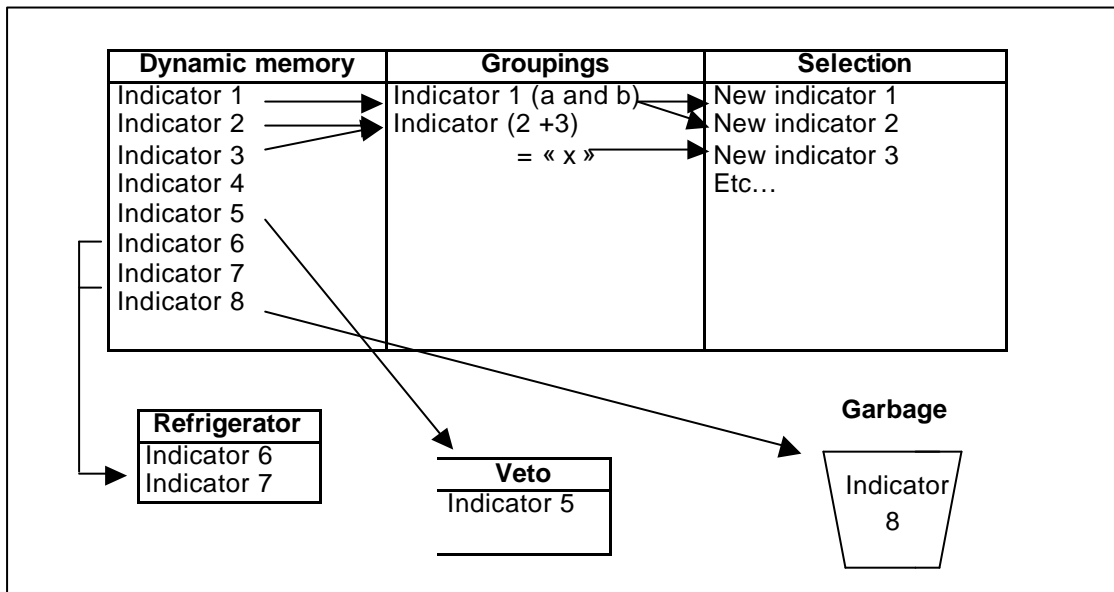 Dynamic memory
Indicator 1
Indicator 2
Indicator 3
Indicator 4
Indicator 5
Indicator 6
Indicator 7
Indicator 8
Groupings
Indicator 1 (a and b)
Indicator (2 +3)
= « x »
Selection
New indicator 1
New indicator 2
New indicator 3
Etc…
Refrigerator
Indicator 6
Indicator 7
Veto
Indicator 5
Garbage
Indicator
8